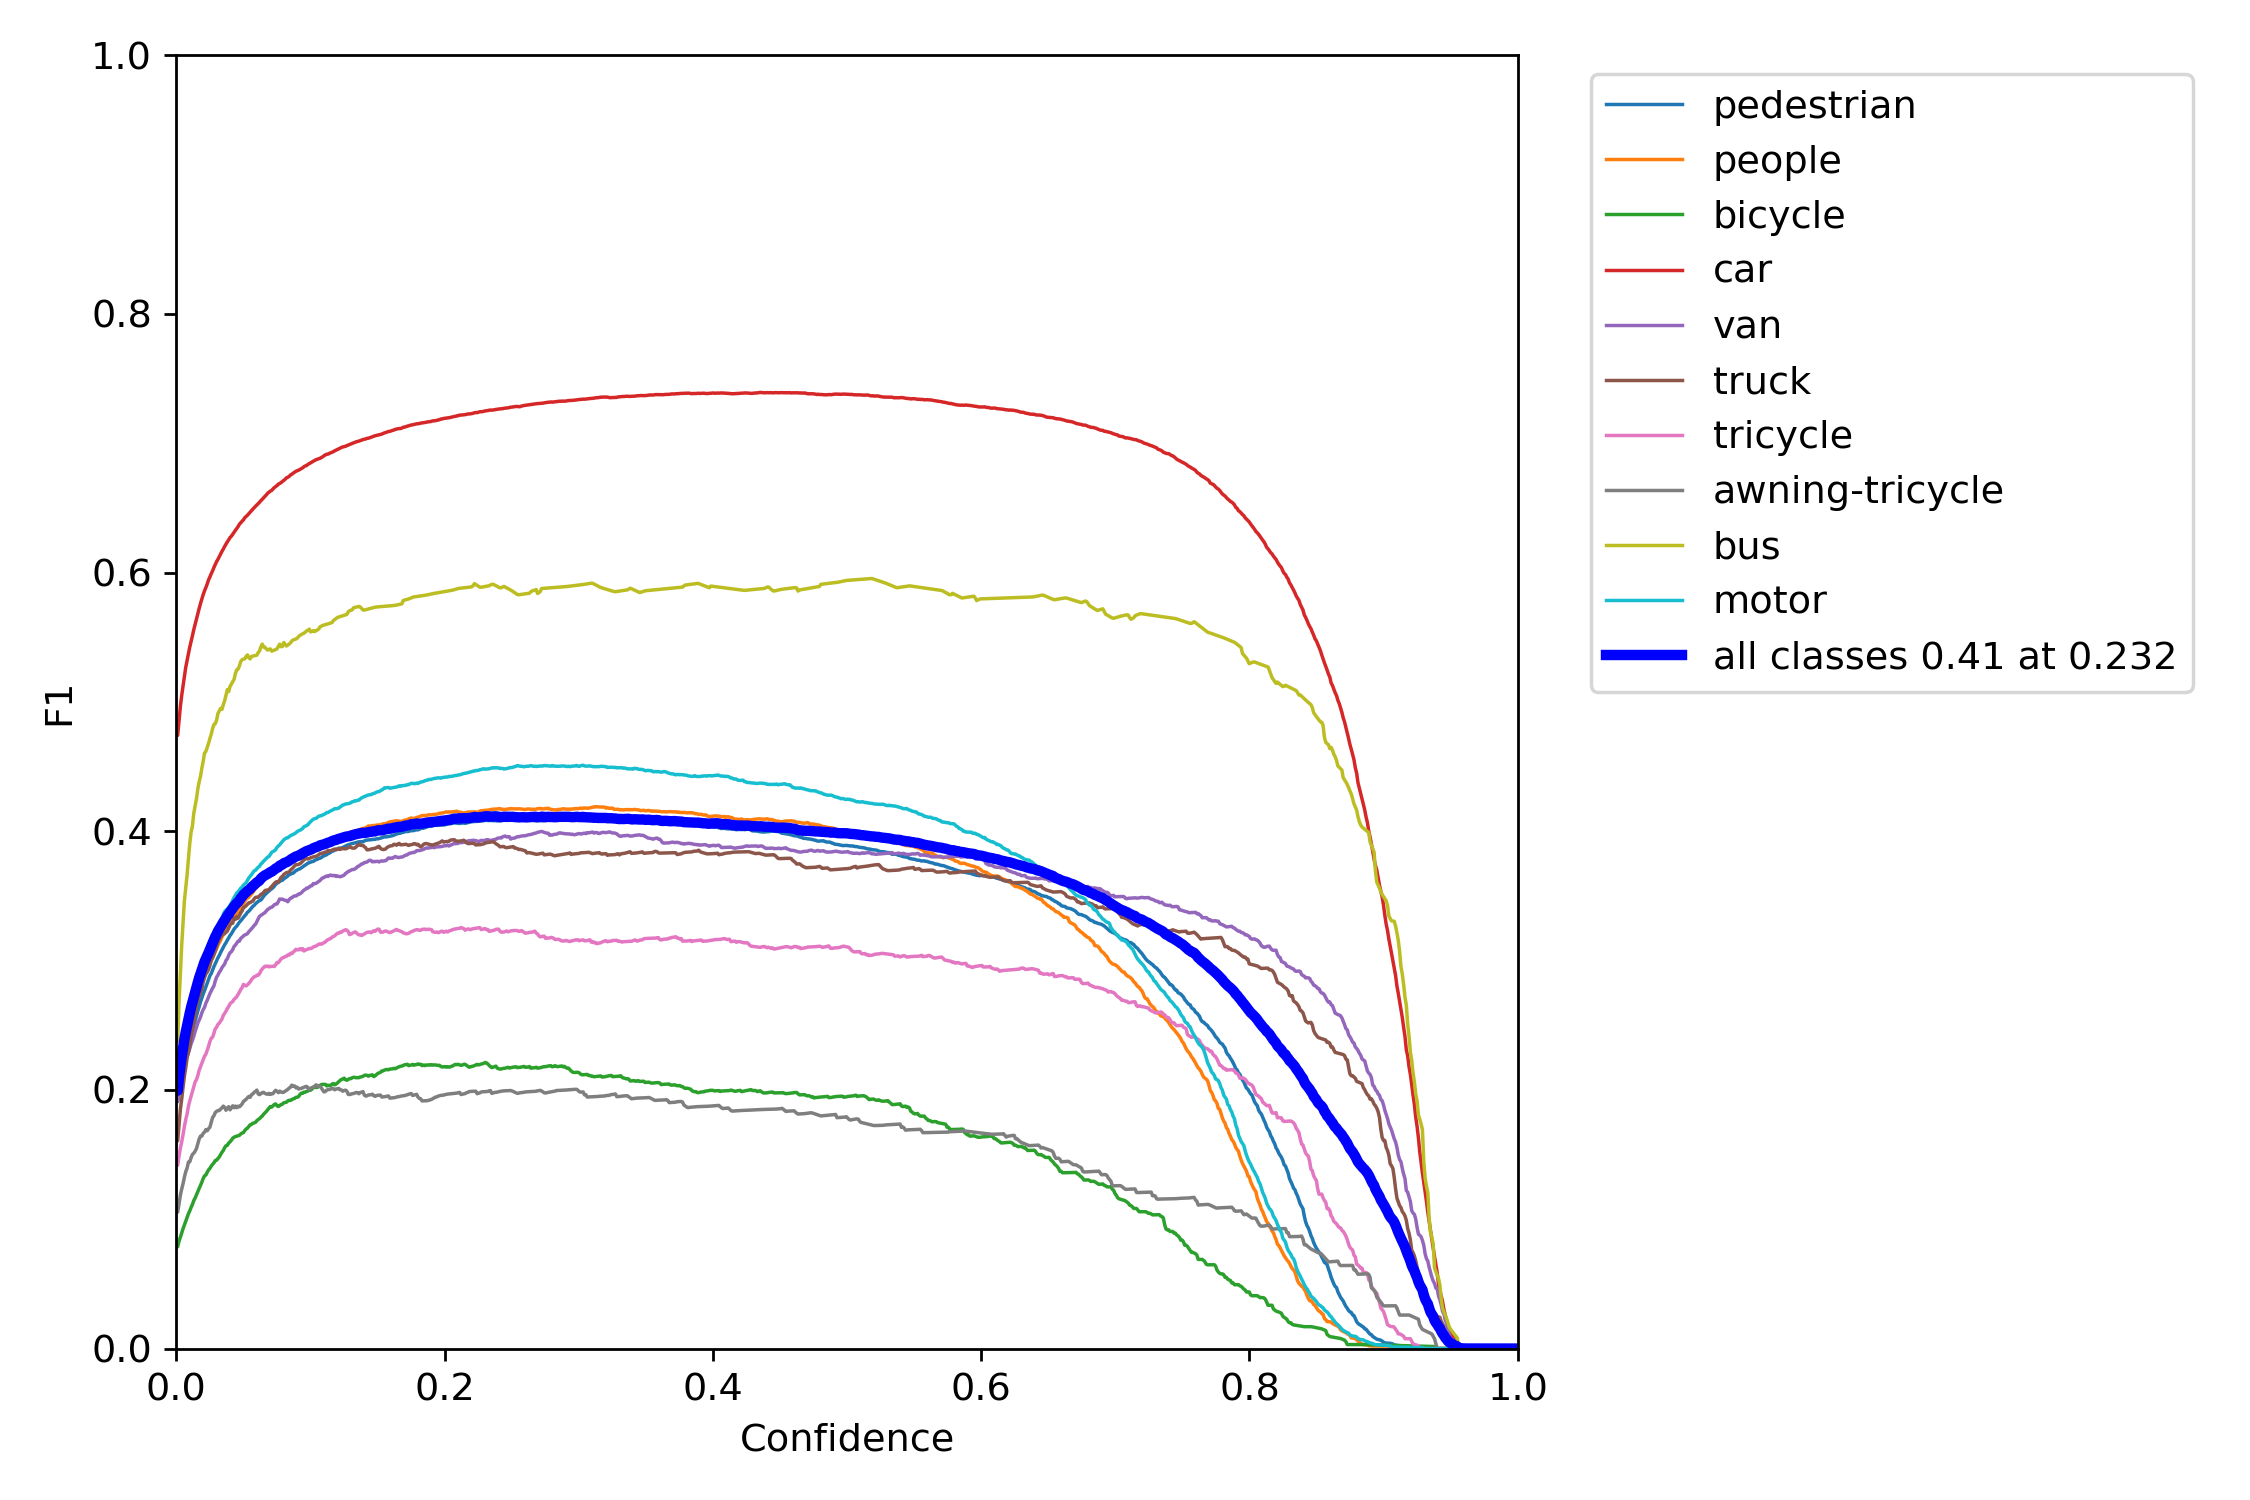 1.0
0.8
0.6
0.4
0.2
0.0
F1
0.0 0.2 0.4 0.6 0.8 1.0
Confidence
pedestrian
people
bicycle
car
van
truck
tricycle
awning-tricycle
bus
motor
all classes 0.41 at 0.232